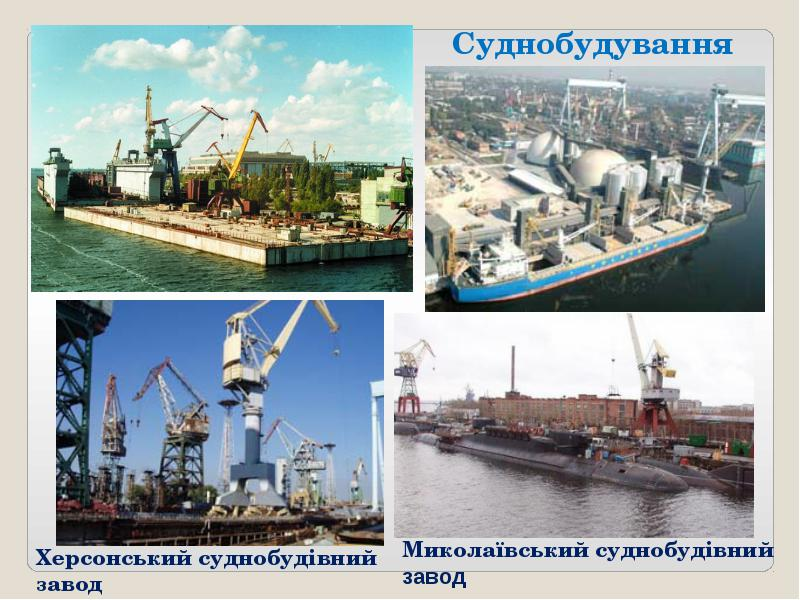 Суднобудування
Херсонський суднобудівний
завод
Миколаївський суднобудівний
завод